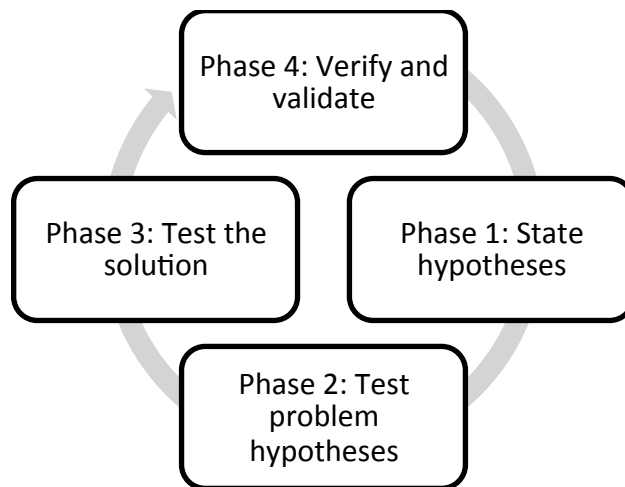 Phase 4: Verify and
validate
Phase 3: Test the
solution
Phase 1: State
hypotheses
Phase 2: Test
problem
hypotheses